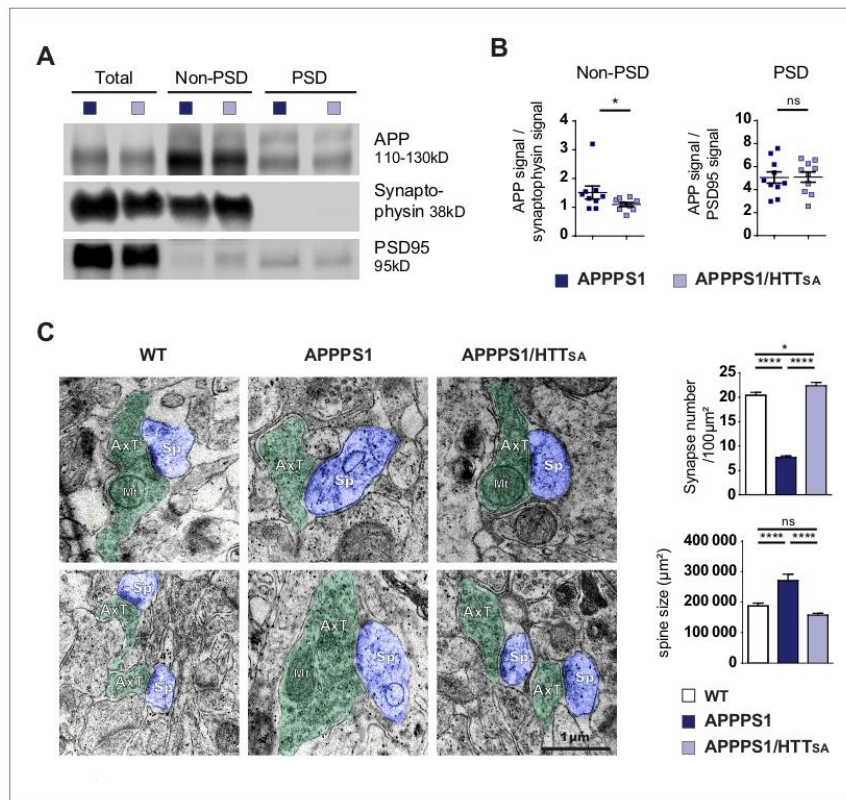 A
Total Non-PSD PSD
APP
110-130kD
Synapto-
physin 38kD
PSD95
95kD
B
Non-PSD
APP signal /
synaptophysin signal
4
3
2
1
0
*
PSD
APP signal /
PSD95 signal
10
8
6
4
2
0
ns
APPPS1 APPPS1/HTTSA
C
WT APPPS1 APPPS1/HTTSA
AxT
Sp
Mt
AxT
Sp
AxT
Sp
Mt
Sp
AxT
AxT
Sp
AxT
Mt
Sp
AxT
Sp
AxT
Sp
1µm
Synapse number
/100µm²
25
20
15
10
5
0
*
**** ****
spine size (µm²)
400 000
300 000
200 000
100 000
0
ns
**** ****
WT
APPPS1
APPPS1/HTTSA